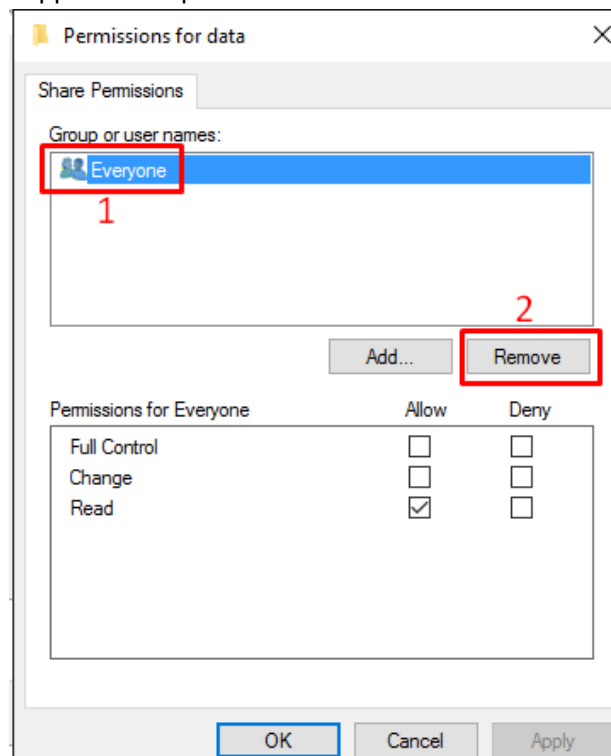 Permissions for data
Share Permissions
Group or user names:
Everyone
1
2
Add...
Remove
Permissions for Everyone Allow Deny
Full Control
Change
Read
OK Cancel Apply